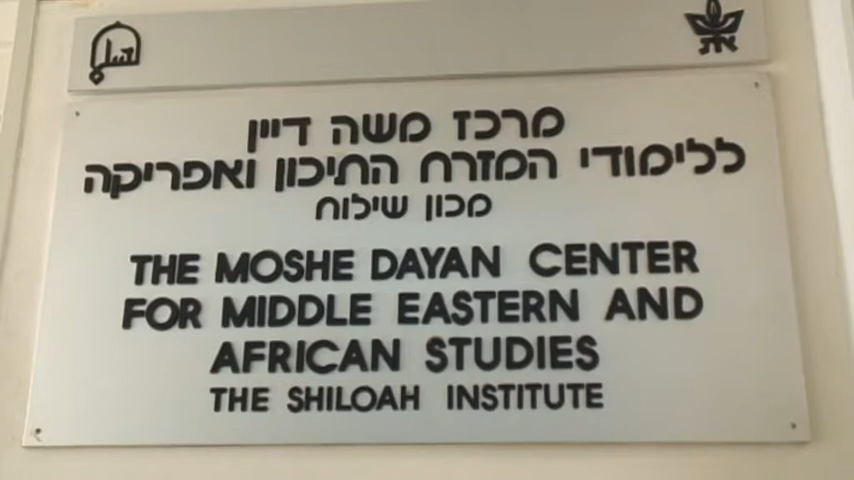 מרכז משה דיין
ללימודי המזרח התיכון ואפריקה
מכון שילוח
THE MOSHE DAYAN CENTER
FOR MIDDLE EASTERN AND
AFRICAN STUDIES
THE SHILOAH INSTITUTE